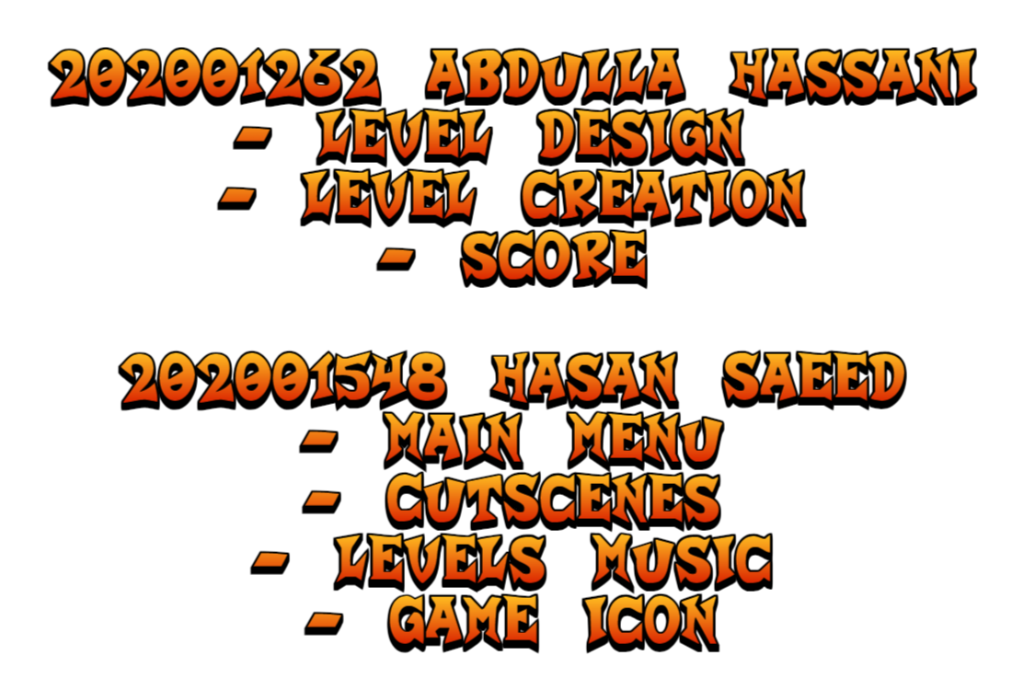 202001262 ABDULLA HASSANI
- LEVEL DESIGN
- LEVEL CREATION
- SCORE
202001548 HASAN SAEED
- MAIN MENU
- CUTSCENES
- LEVELS MUSIC
- GAME ICON